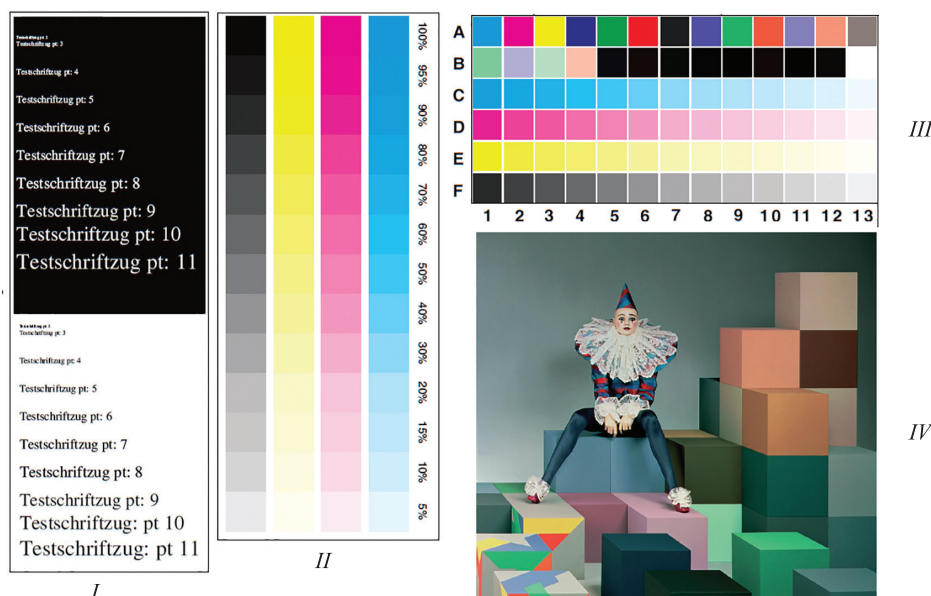 Testschriftzug pt: 3
Testschriftzug pt: 4
Testschriftzug pt: 5
Testschriftzug pt: 6
Testschriftzug pt: 7
Testschriftzug pt: 8
Testschriftzug pt: 9
Testschriftzug pt: 10
Testschriftzug pt: 11
Testschriftzug pt: 3
Testschriftzug pt: 4
Testschriftzug pt: 5
Testschriftzug pt: 6
Testschriftzug pt: 7
Testschriftzug pt: 8
Testschriftzug pt: 9
Testschriftzug: pt 10
Testschriftzug: pt 11
I
100%
95%
90%
80%
70%
60%
50%
40%
30%
20%
15%
10%
5%
II
A
B
C
D
E
F
1 2 3 4 5 6 7 8 9 10 11 12 13
III
IV